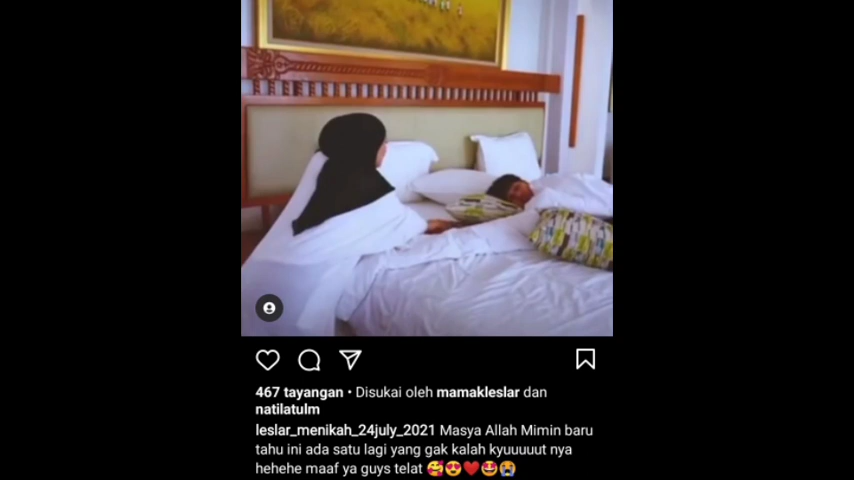 467 tayangan • Disukai oleh mamakleslar dan
natilatulm
leslar_menikah_24july_2021 Masya Allah Mimin baru
tahu ini ada satu lagi yang gak kalah kyuuuuut nya
hehehe maaf ya guys telat 🥰😍❤️🤩😭